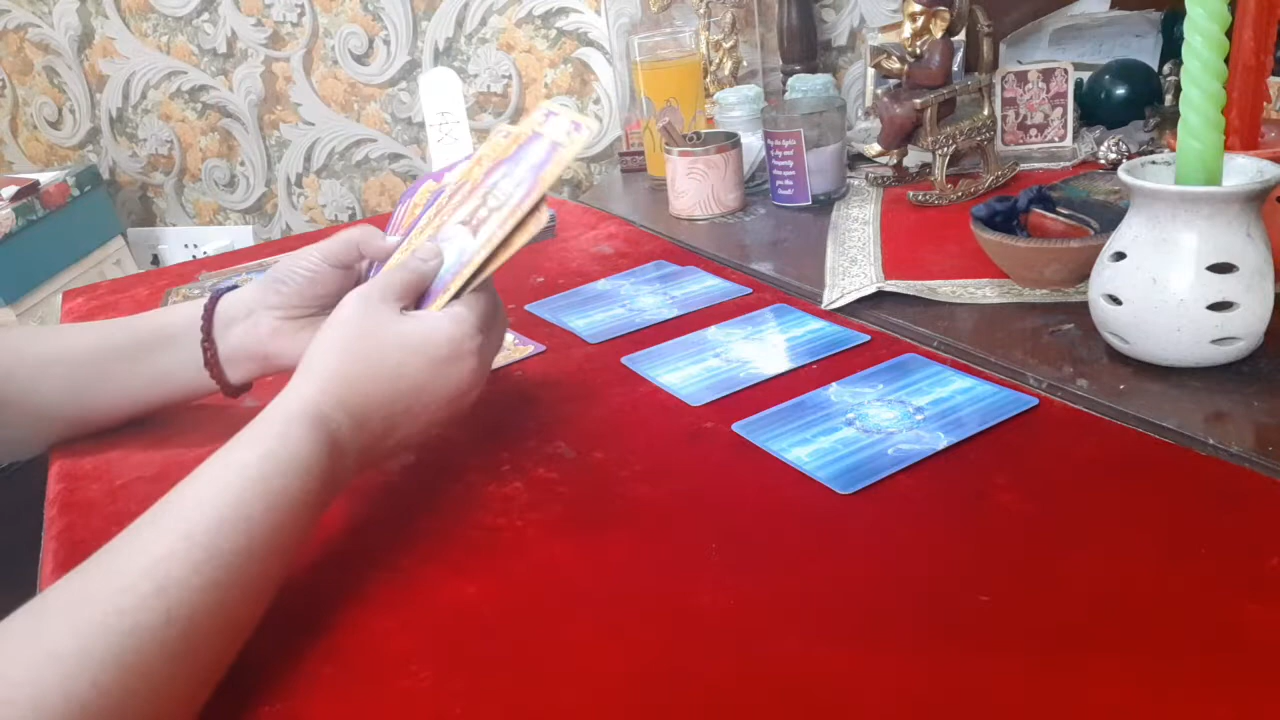 May the lights
of Joy and
Prosperity
shine upon
you this
Diwali!